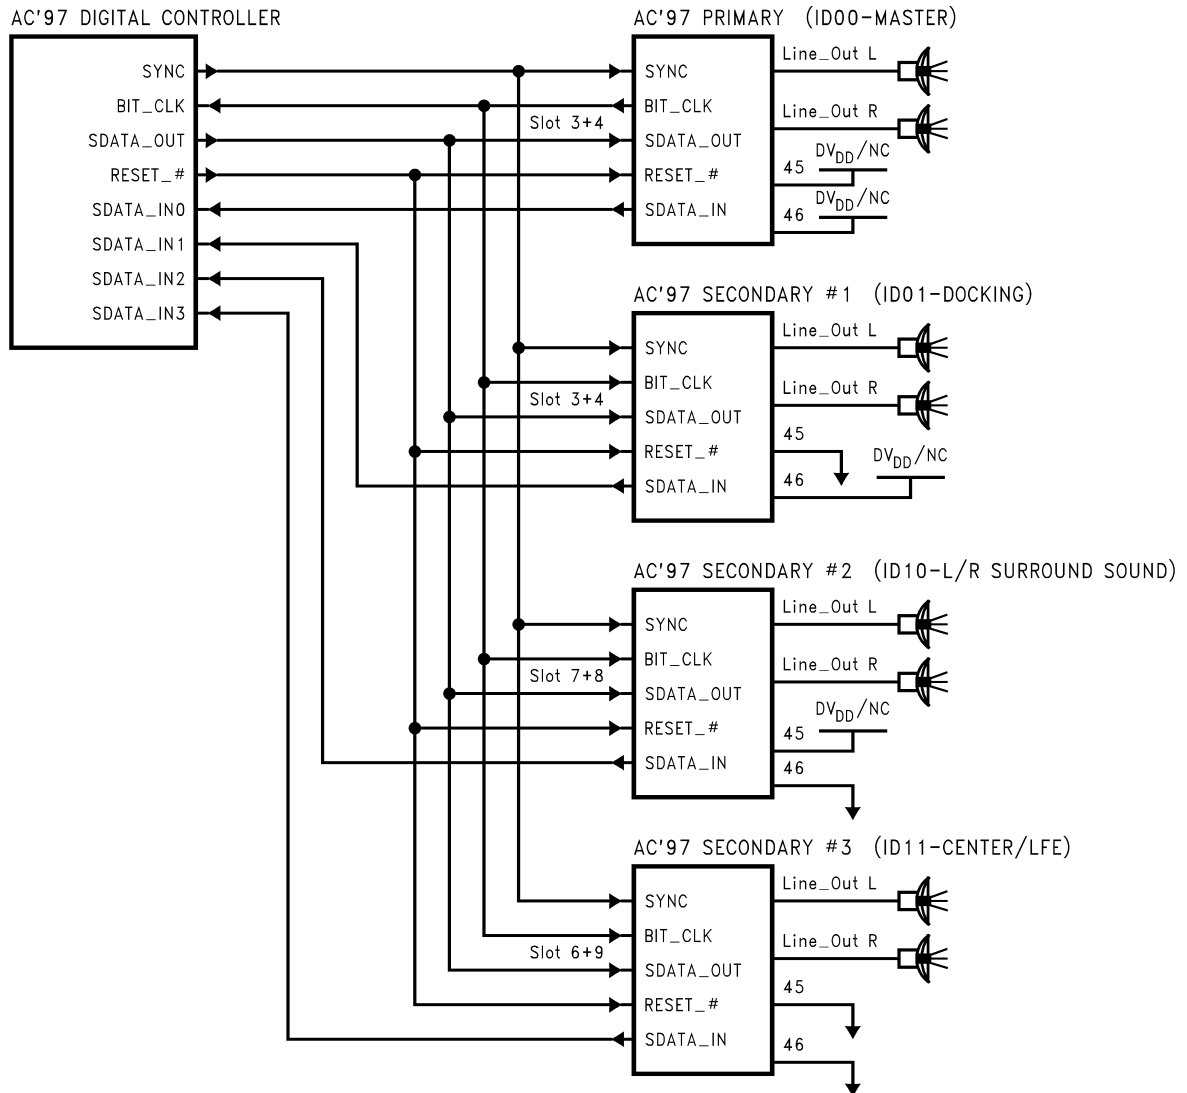 AC'97 DIGITAL CONTROLLER
SYNC
BIT_CLK
SDATA_OUT
RESET_#
SDATA_IN0
SDATA_IN1
SDATA_IN2
SDATA_IN3
AC'97 PRIMARY (ID00-MASTER)
SYNC
BIT_CLK
Slot 3+4
SDATA_OUT
RESET_#
SDATA_IN
Line_Out L
Line_Out R
DVDD/NC
45
DVDD/NC
46
AC'97 SECONDARY #1 (ID01-DOCKING)
SYNC
BIT_CLK
Slot 3+4
SDATA_OUT
RESET_#
SDATA_IN
Line_Out L
Line_Out R
45
DVDD/NC
46
AC'97 SECONDARY #2 (ID10-L/R SURROUND SOUND)
SYNC
BIT_CLK
Slot 7+8
SDATA_OUT
RESET_#
SDATA_IN
Line_Out L
Line_Out R
DVDD/NC
45
46
AC'97 SECONDARY #3 (ID11-CENTER/LFE)
SYNC
BIT_CLK
Slot 6+9
SDATA_OUT
RESET_#
SDATA_IN
Line_Out L
Line_Out R
45
46